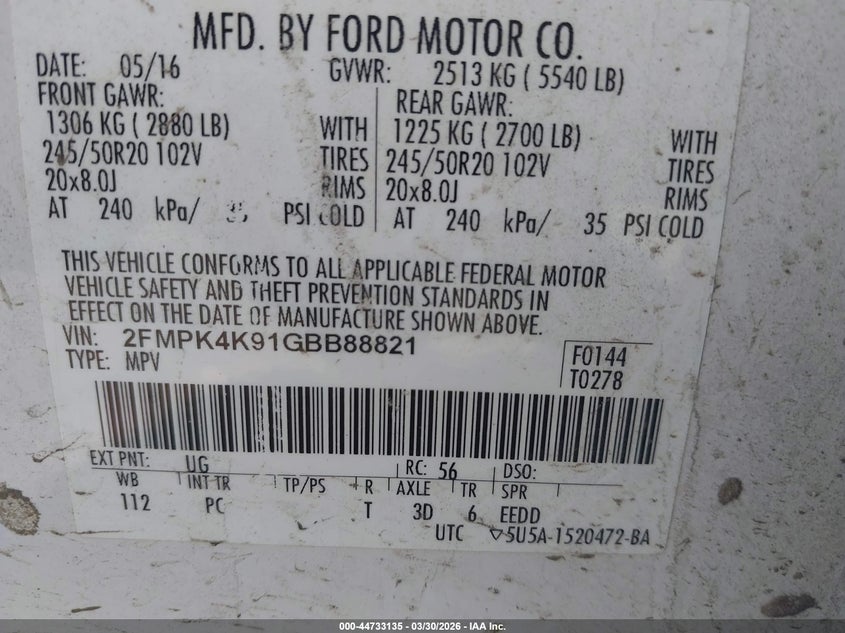 MFD. BY FORD MOTOR CO.
DATE: 05/16 GVWR: 2513 KG ( 5540 LB)
FRONT GAWR: REAR GAWR:
1306 KG ( 2880 LB) WITH 1225 KG ( 2700 LB) WITH
245/50R20 102V TIRES 245/50R20 102V TIRES
20x8.0J RIMS 20x8.0J RIMS
AT 240 kPa/ 35 PSI COLD AT 240 kPa/ 35 PSI COLD
THIS VEHICLE CONFORMS TO ALL APPLICABLE FEDERAL MOTOR
VEHICLE SAFETY AND THEFT PREVENTION STANDARDS IN
EFFECT ON THE DATE OF MANUFACTURE SHOWN ABOVE.
VIN: 2FMPK4K91GBB88821
TYPE: MPV
F0144
T0278
EXT PNT: UG RC: 56 DSO:
WB INT TR TP/PS R AXLE TR SPR
112 PC T 3D 6 EEDD
UTC ▽5U5A-1520472-BA
000-44733135 - 03/30/2026 - IAA Inc.